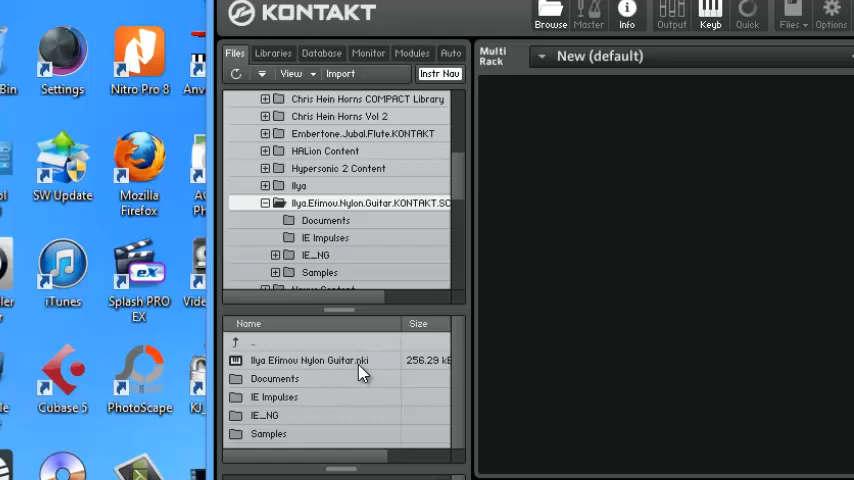 Bin
Settings
Nitro Pro 8
SW Update
Mozilla
Firefox
iTunes
Splash PRO
EX
Cubase 5
PhotoScape
KJ_
KONTAKT
Browse
Master
Info
Output
Keyb
Quick
Files
Options
Files
Libraries
Database
Monitor
Modules
Auto
View
Import
Instr Nav
Multi
Rack
New (default)
Chris Hein Horns COMPACT Library
Chris Hein Horns Vol 2
Embertone.Jubal.Flute.KONTAKT
HALion Content
Hypersonic 2 Content
Ilya
Ilya.Efimov.Nylon.Guitar.KONTAKT.SC
Documents
IE Impulses
IE_NG
Samples
Name
Size
..
Ilya Efimov Nylon Guitar.nki
256.29 kB
Documents
IE Impulses
IE_NG
Samples